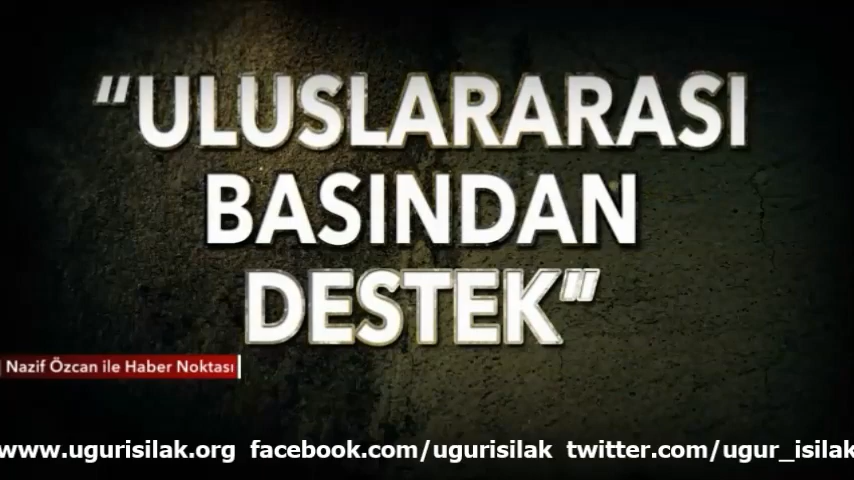 “ULUSLARARASI
BASINDAN
DESTEK”
Nazif Özcan ile Haber Noktası
www.ugurisilak.org facebook.com/ugurisilak twitter.com/ugur_isilak